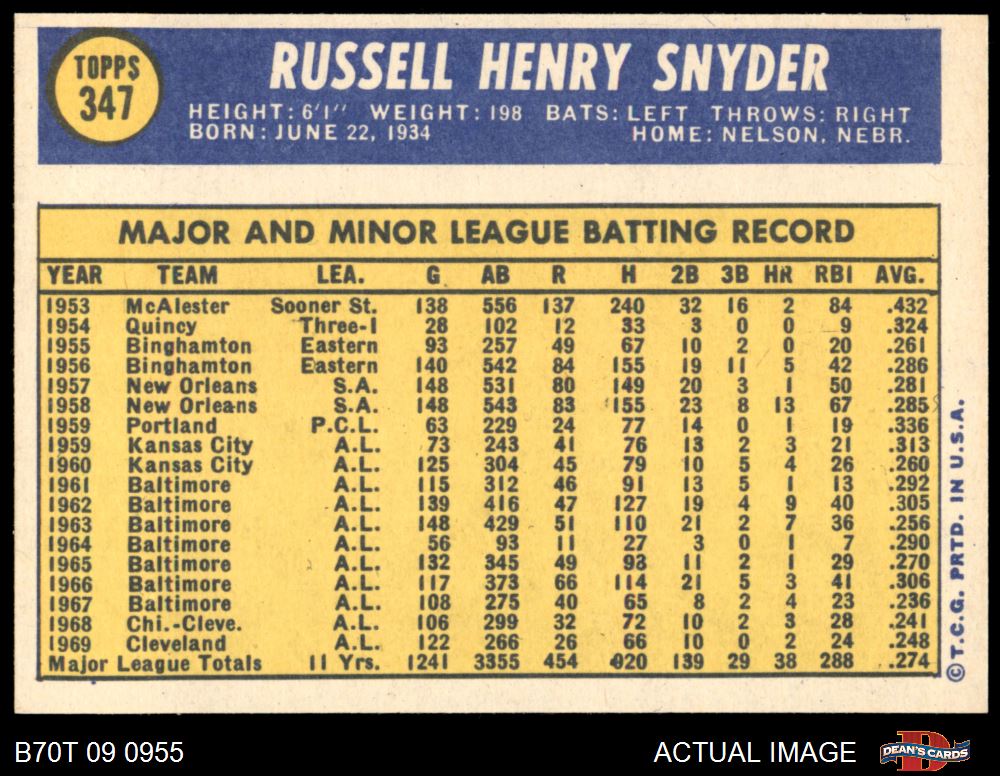 TOPPS
347
RUSSELL HENRY SNYDER
HEIGHT: 6'1" WEIGHT: 198 BATS: LEFT THROWS: RIGHT
BORN: JUNE 22, 1934 HOME: NELSON, NEBR.
MAJOR AND MINOR LEAGUE BATTING RECORD
YEAR TEAM LEA. G AB R H 2B 3B HR RBI AVG.
1953 McAlester Sooner St. 138 556 137 240 32 16 2 84 .432
1954 Quincy Three-I 28 102 12 33 3 0 0 9 .324
1955 Binghamton Eastern 93 257 49 67 10 2 0 20 .261
1956 Binghamton Eastern 140 542 84 155 19 11 5 42 .286
1957 New Orleans S.A. 148 531 80 149 20 3 1 50 .281
1958 New Orleans S.A. 148 543 83 155 23 8 13 67 .285
1959 Portland P.C.L. 63 229 24 77 14 0 1 19 .336
1959 Kansas City A.L. 73 243 41 76 13 2 3 21 .313
1960 Kansas City A.L. 125 304 45 79 10 5 4 26 .260
1961 Baltimore A.L. 115 312 46 91 13 5 1 13 .292
1962 Baltimore A.L. 139 416 47 127 19 4 9 40 .305
1963 Baltimore A.L. 148 429 51 110 21 2 7 36 .256
1964 Baltimore A.L. 56 93 11 27 3 0 1 7 .290
1965 Baltimore A.L. 132 345 49 93 11 2 1 29 .270
1966 Baltimore A.L. 117 373 66 114 21 5 3 41 .306
1967 Baltimore A.L. 108 275 40 65 8 2 4 23 .236
1968 Chi.-Cleve. A.L. 106 299 32 72 10 2 3 28 .241
1969 Cleveland A.L. 122 266 26 66 10 0 2 24 .248
Major League Totals 11 Yrs. 1241 3355 454 920 139 29 38 288 .274
© T.C.G. PRTD. IN U.S.A.
B70T 09 0955 ACTUAL IMAGE DEAN'S CARDS